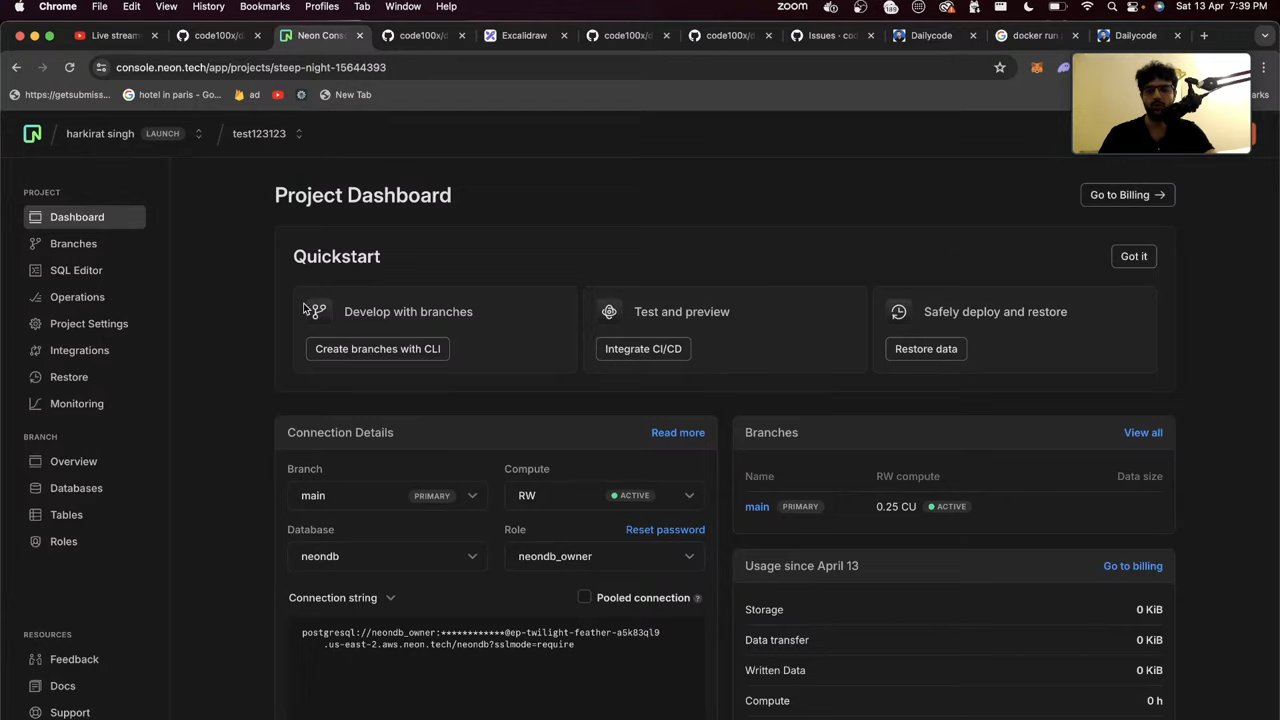 Chrome File Edit View History Bookmarks Profiles Tab Window Help
zoom 189 Sat 13 Apr 7:39 PM
Live stream code100x/ Neon Cons code100x/c Excalidraw code100x/d code100x/d Issues · co Dailycode docker run Dailycode
console.neon.tech/app/projects/steep-night-15644393
https://getsubmiss... hotel in paris - Go... ad New Tab
harkirat singh LAUNCH test123123
PROJECT
Dashboard
Branches
SQL Editor
Operations
Project Settings
Integrations
Restore
Monitoring
BRANCH
Overview
Databases
Tables
Roles
RESOURCES
Feedback
Docs
Support
Project Dashboard
Go to Billing →
Quickstart
Got it
Develop with branches
Create branches with CLI
Test and preview
Integrate CI/CD
Safely deploy and restore
Restore data
Connection Details
Read more
Branch
main PRIMARY
Compute
RW ACTIVE
Database
neondb
Role
Reset password
neondb_owner
Connection string
Pooled connection ?
postgresql://neondb_owner:************@ep-twilight-feather-a5k83ql9
.us-east-2.aws.neon.tech/neondb?sslmode=require
Branches
View all
Name RW compute Data size
main PRIMARY 0.25 CU ACTIVE
Usage since April 13
Go to billing
Storage 0 KiB
Data transfer 0 KiB
Written Data 0 KiB
Compute 0 h